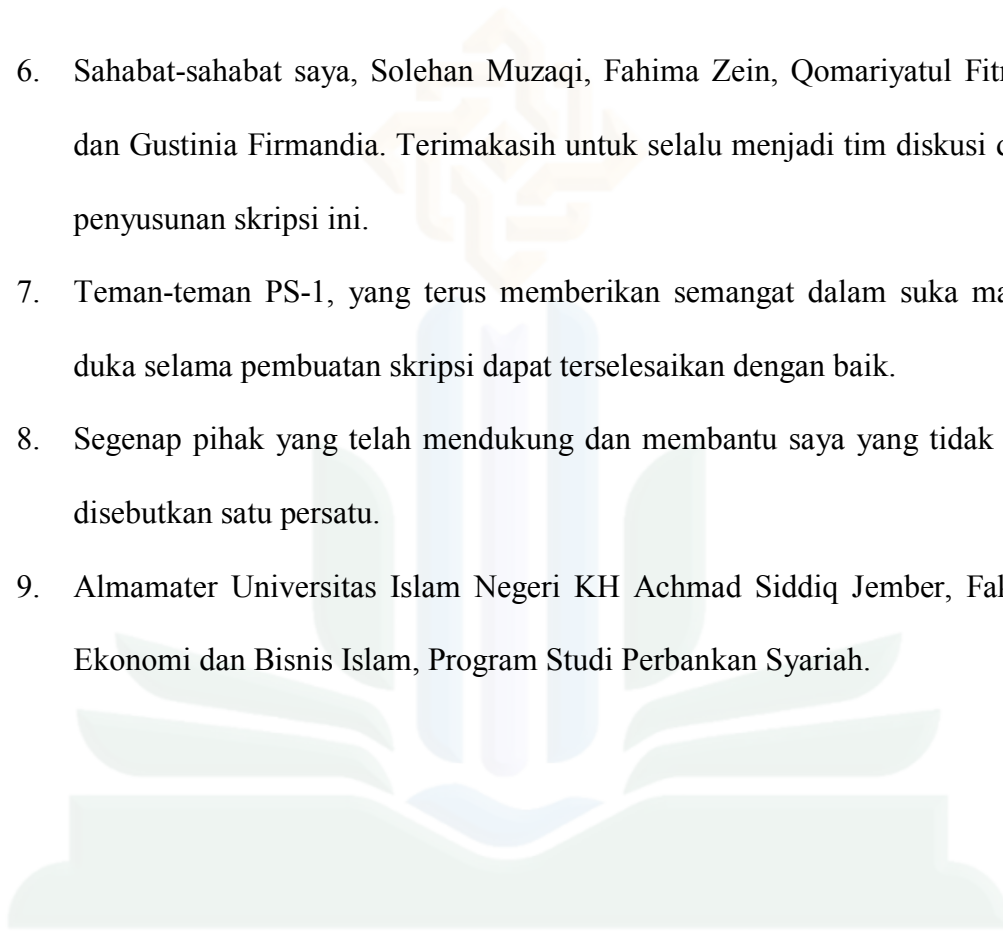 6. Sahabat-sahabat saya, Solehan Muzaqi, Fahima Zein, Qomariyatul
dan Gustinia Firmandia. Terimakasih untuk selalu menjadi tim diskusi
penyusunan skripsi ini.
7. Teman-teman PS-1, yang terus memberikan semangat dalam suka
duka selama pembuatan skripsi dapat terselesaikan dengan baik.
8. Segenap pihak yang telah mendukung dan membantu saya yang tidak
disebutkan satu persatu.
9. Almamater Universitas Islam Negeri KH Achmad Siddiq Jember,
Ekonomi dan Bisnis Islam, Program Studi Perbankan Syariah.